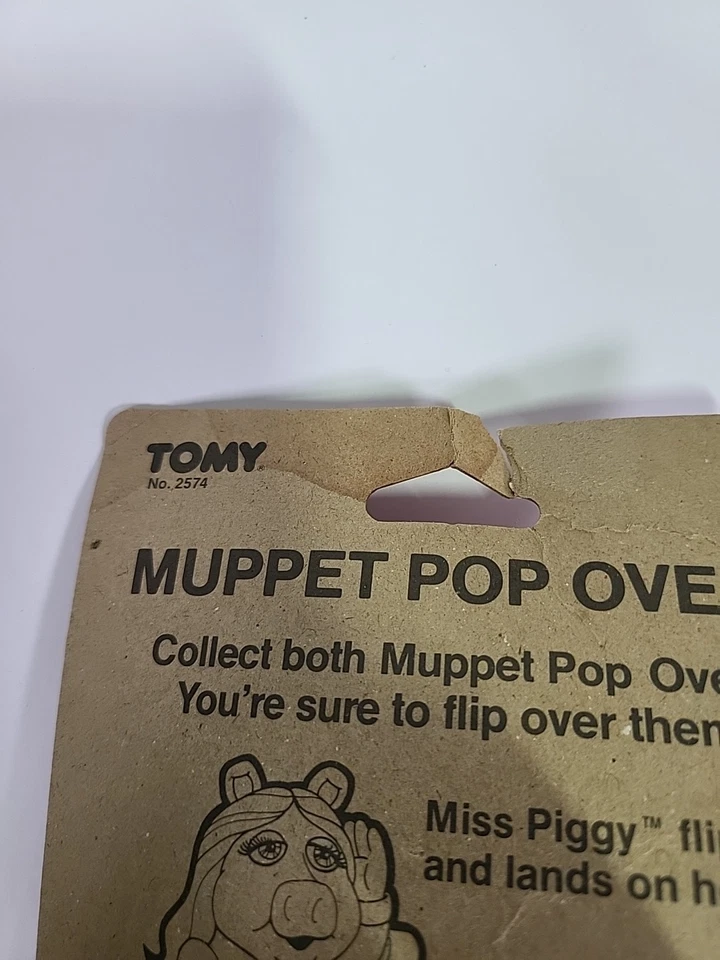 TOMY
No. 2574
MUPPET POP OVE
Collect both Muppet Pop Ove
You're sure to flip over then
Miss Piggy™ fli
and lands on h